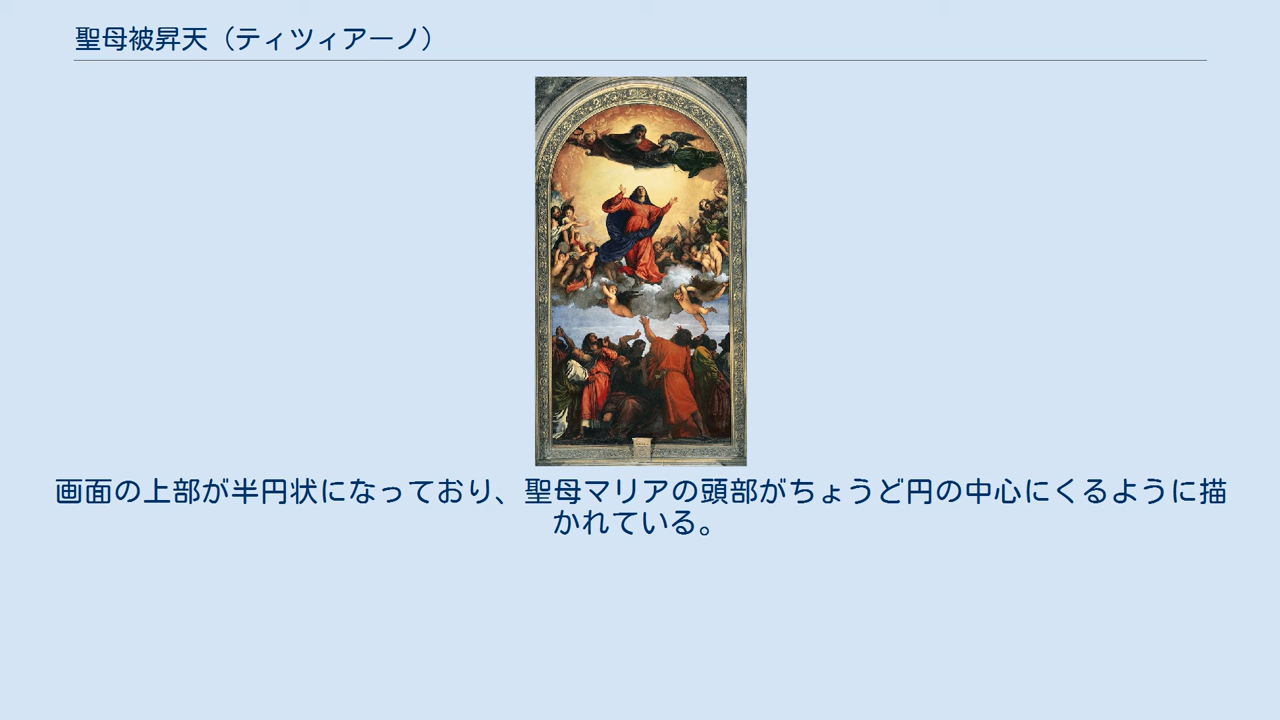 聖母被昇天（ティツィアーノ）
画面の上部が半円状になっており、聖母マリアの頭部がちょうど円の中心にくるように描
かれている。